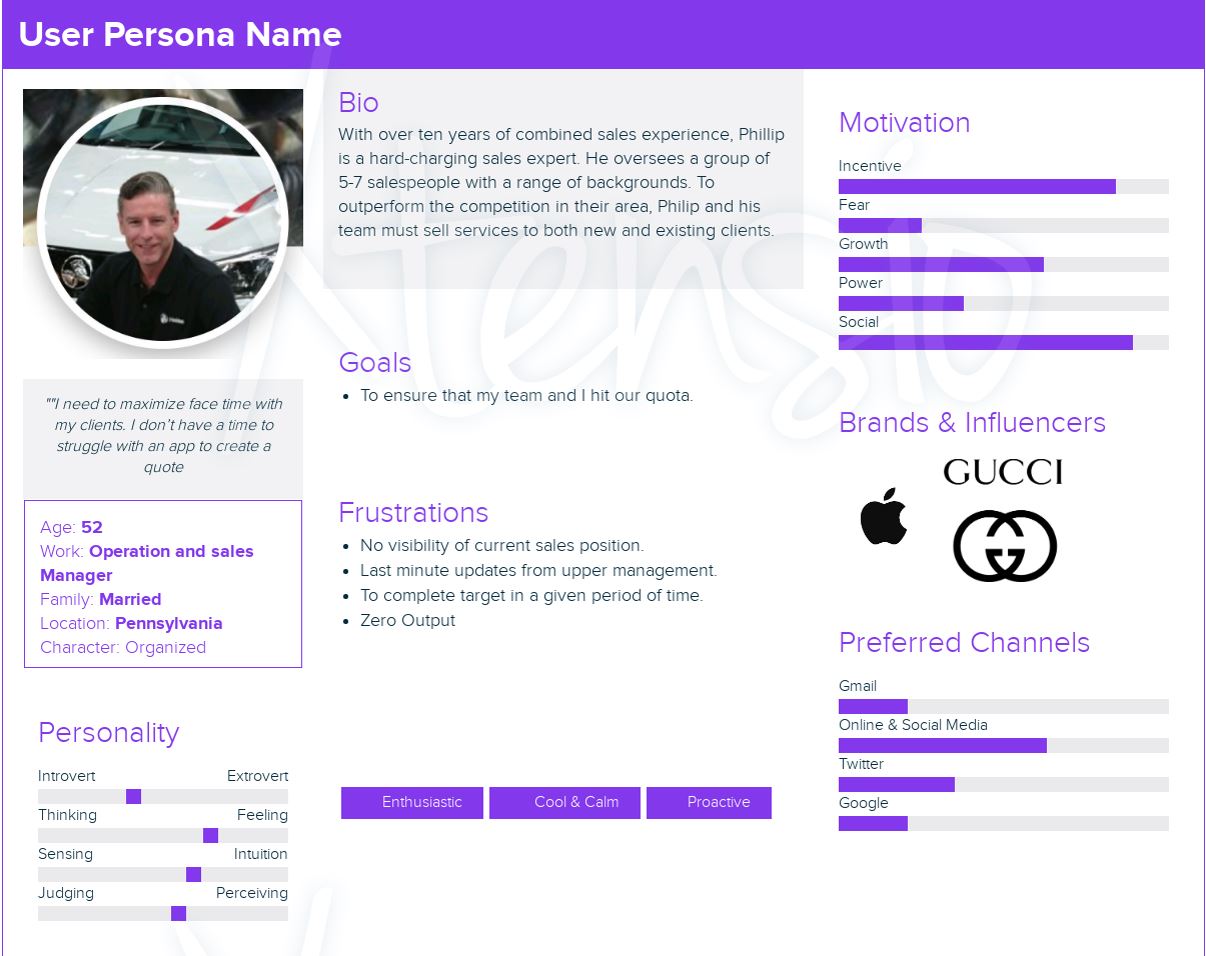 User Persona Name
""I need to maximize face time with
my clients. I don’t have a time to
struggle with an app to create a
quote
Age: 52
Work: Operation and sales
Manager
Family: Married
Location: Pennsylvania
Character: Organized
Personality
Introvert Extrovert
Thinking Feeling
Sensing Intuition
Judging Perceiving
Bio
With over ten years of combined sales experience, Phillip
is a hard-charging sales expert. He oversees a group of
5-7 salespeople with a range of backgrounds. To
outperform the competition in their area, Philip and his
team must sell services to both new and existing clients.
Goals
• To ensure that my team and I hit our quota.
Frustrations
• No visibility of current sales position.
• Last minute updates from upper management.
• To complete target in a given period of time.
• Zero Output
Enthusiastic Cool & Calm Proactive
Motivation
Incentive
Fear
Growth
Power
Social
Brands & Influencers
GUCCI
Preferred Channels
Gmail
Online & Social Media
Twitter
Google
Xtensio